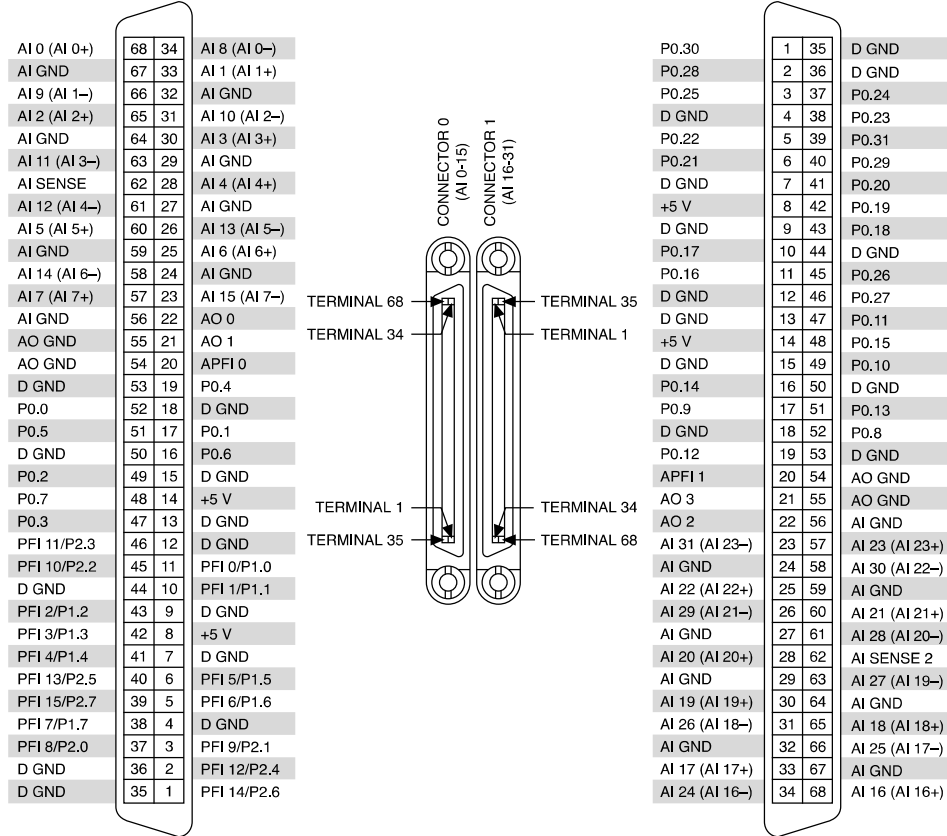 AI 0 (AI 0+) 68 34 AI 8 (AI 0–)
AI GND 67 33 AI 1 (AI 1+)
AI 9 (AI 1–) 66 32 AI GND
AI 2 (AI 2+) 65 31 AI 10 (AI 2–)
AI GND 64 30 AI 3 (AI 3+)
AI 11 (AI 3–) 63 29 AI GND
AI SENSE 62 28 AI 4 (AI 4+)
AI 12 (AI 4–) 61 27 AI GND
AI 5 (AI 5+) 60 26 AI 13 (AI 5–)
AI GND 59 25 AI 6 (AI 6+)
AI 14 (AI 6–) 58 24 AI GND
AI 7 (AI 7+) 57 23 AI 15 (AI 7–)
AI GND 56 22 AO 0
AO GND 55 21 AO 1
AO GND 54 20 APFI 0
D GND 53 19 P0.4
P0.0 52 18 D GND
P0.5 51 17 P0.1
D GND 50 16 P0.6
P0.2 49 15 D GND
P0.7 48 14 +5 V
P0.3 47 13 D GND
PFI 11/P2.3 46 12 D GND
PFI 10/P2.2 45 11 PFI 0/P1.0
D GND 44 10 PFI 1/P1.1
PFI 2/P1.2 43 9 D GND
PFI 3/P1.3 42 8 +5 V
PFI 4/P1.4 41 7 D GND
PFI 13/P2.5 40 6 PFI 5/P1.5
PFI 15/P2.7 39 5 PFI 6/P1.6
PFI 7/P1.7 38 4 D GND
PFI 8/P2.0 37 3 PFI 9/P2.1
D GND 36 2 PFI 12/P2.4
D GND 35 1 PFI 14/P2.6
CONNECTOR 0
(AI 0-15)
CONNECTOR 1
(AI 16-31)
TERMINAL 68
TERMINAL 35
TERMINAL 34
TERMINAL 1
TERMINAL 1
TERMINAL 34
TERMINAL 35
TERMINAL 68
P0.30 1 35 D GND
P0.28 2 36 D GND
P0.25 3 37 P0.24
D GND 4 38 P0.23
P0.22 5 39 P0.31
P0.21 6 40 P0.29
D GND 7 41 P0.20
+5 V 8 42 P0.19
D GND 9 43 P0.18
P0.17 10 44 D GND
P0.16 11 45 P0.26
D GND 12 46 P0.27
D GND 13 47 P0.11
+5 V 14 48 P0.15
D GND 15 49 P0.10
P0.14 16 50 D GND
P0.9 17 51 P0.13
D GND 18 52 P0.8
P0.12 19 53 D GND
APFI 1 20 54 AO GND
AO 3 21 55 AO GND
AO 2 22 56 AI GND
AI 31 (AI 23–) 23 57 AI 23 (AI 23+)
AI GND 24 58 AI 30 (AI 22–)
AI 22 (AI 22+) 25 59 AI GND
AI 29 (AI 21–) 26 60 AI 21 (AI 21+)
AI GND 27 61 AI 28 (AI 20–)
AI 20 (AI 20+) 28 62 AI SENSE 2
AI GND 29 63 AI 27 (AI 19–)
AI 19 (AI 19+) 30 64 AI GND
AI 26 (AI 18–) 31 65 AI 18 (AI 18+)
AI GND 32 66 AI 25 (AI 17–)
AI 17 (AI 17+) 33 67 AI GND
AI 24 (AI 16–) 34 68 AI 16 (AI 16+)